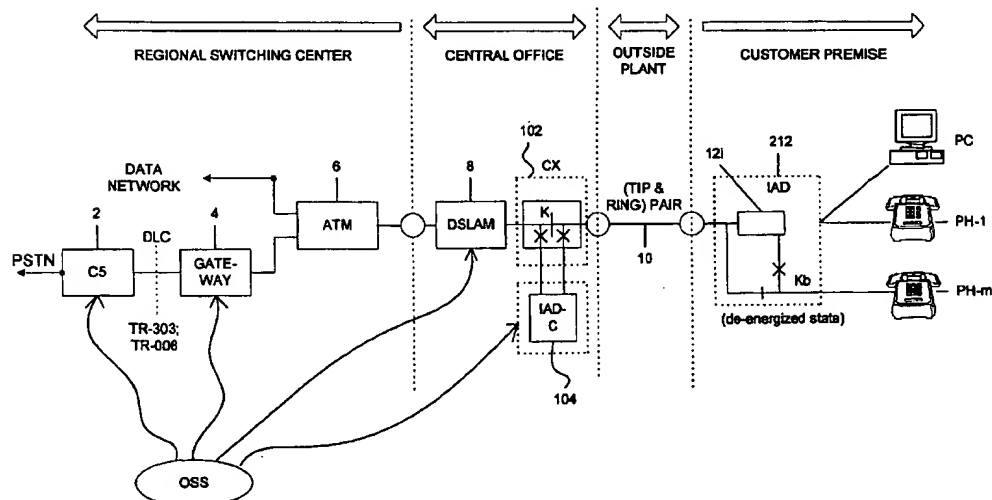 REGIONAL SWITCHING CENTER
CENTRAL OFFICE
OUTSIDE
PLANT
CUSTOMER PREMISE
102
CX
12i
212
IAD
PC
DATA
NETWORK
6
ATM
8
DSLAM
K
(TIP &
RING) PAIR
10
PH-1
2
C5
PSTN
DLC
4
GATE-
WAY
Kb
PH-m
(de-energized state)
TR-303;
TR-008
IAD-
C
104
OSS